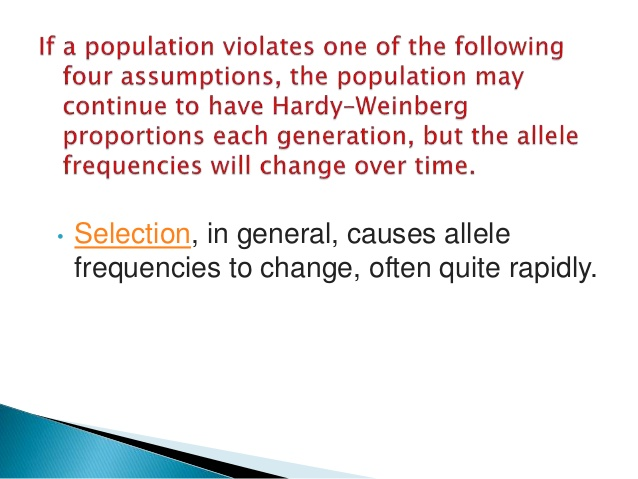 If a population violates one of the following
four assumptions, the population may
continue to have Hardy–Weinberg
proportions each generation, but the allele
frequencies will change over time.
• Selection, in general, causes allele
frequencies to change, often quite rapidly.